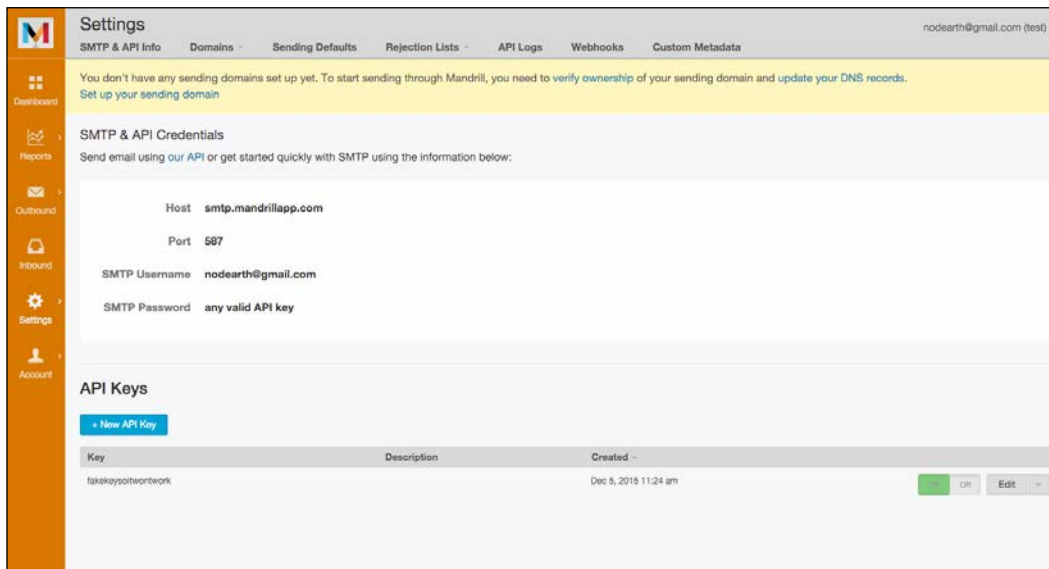 Settings
nodearth@gmail.com (test)
SMTP & API Info Domains Sending Defaults Rejection Lists API Logs Webhooks Custom Metadata
Dashboard
You don't have any sending domains set up yet. To start sending through Mandrill, you need to verify ownership of your sending domain and update your DNS records.
Set up your sending domain
Reports
SMTP & API Credentials
Send email using our API or get started quickly with SMTP using the information below:
Outbound
Host smtp.mandrillapp.com
Port 587
Inbound
SMTP Username nodearth@gmail.com
SMTP Password any valid API key
Settings
Account
API Keys
+ New API Key
Key Description Created
fakekeysoitwontwork Dec 5, 2015 11:24 am On Off Edit